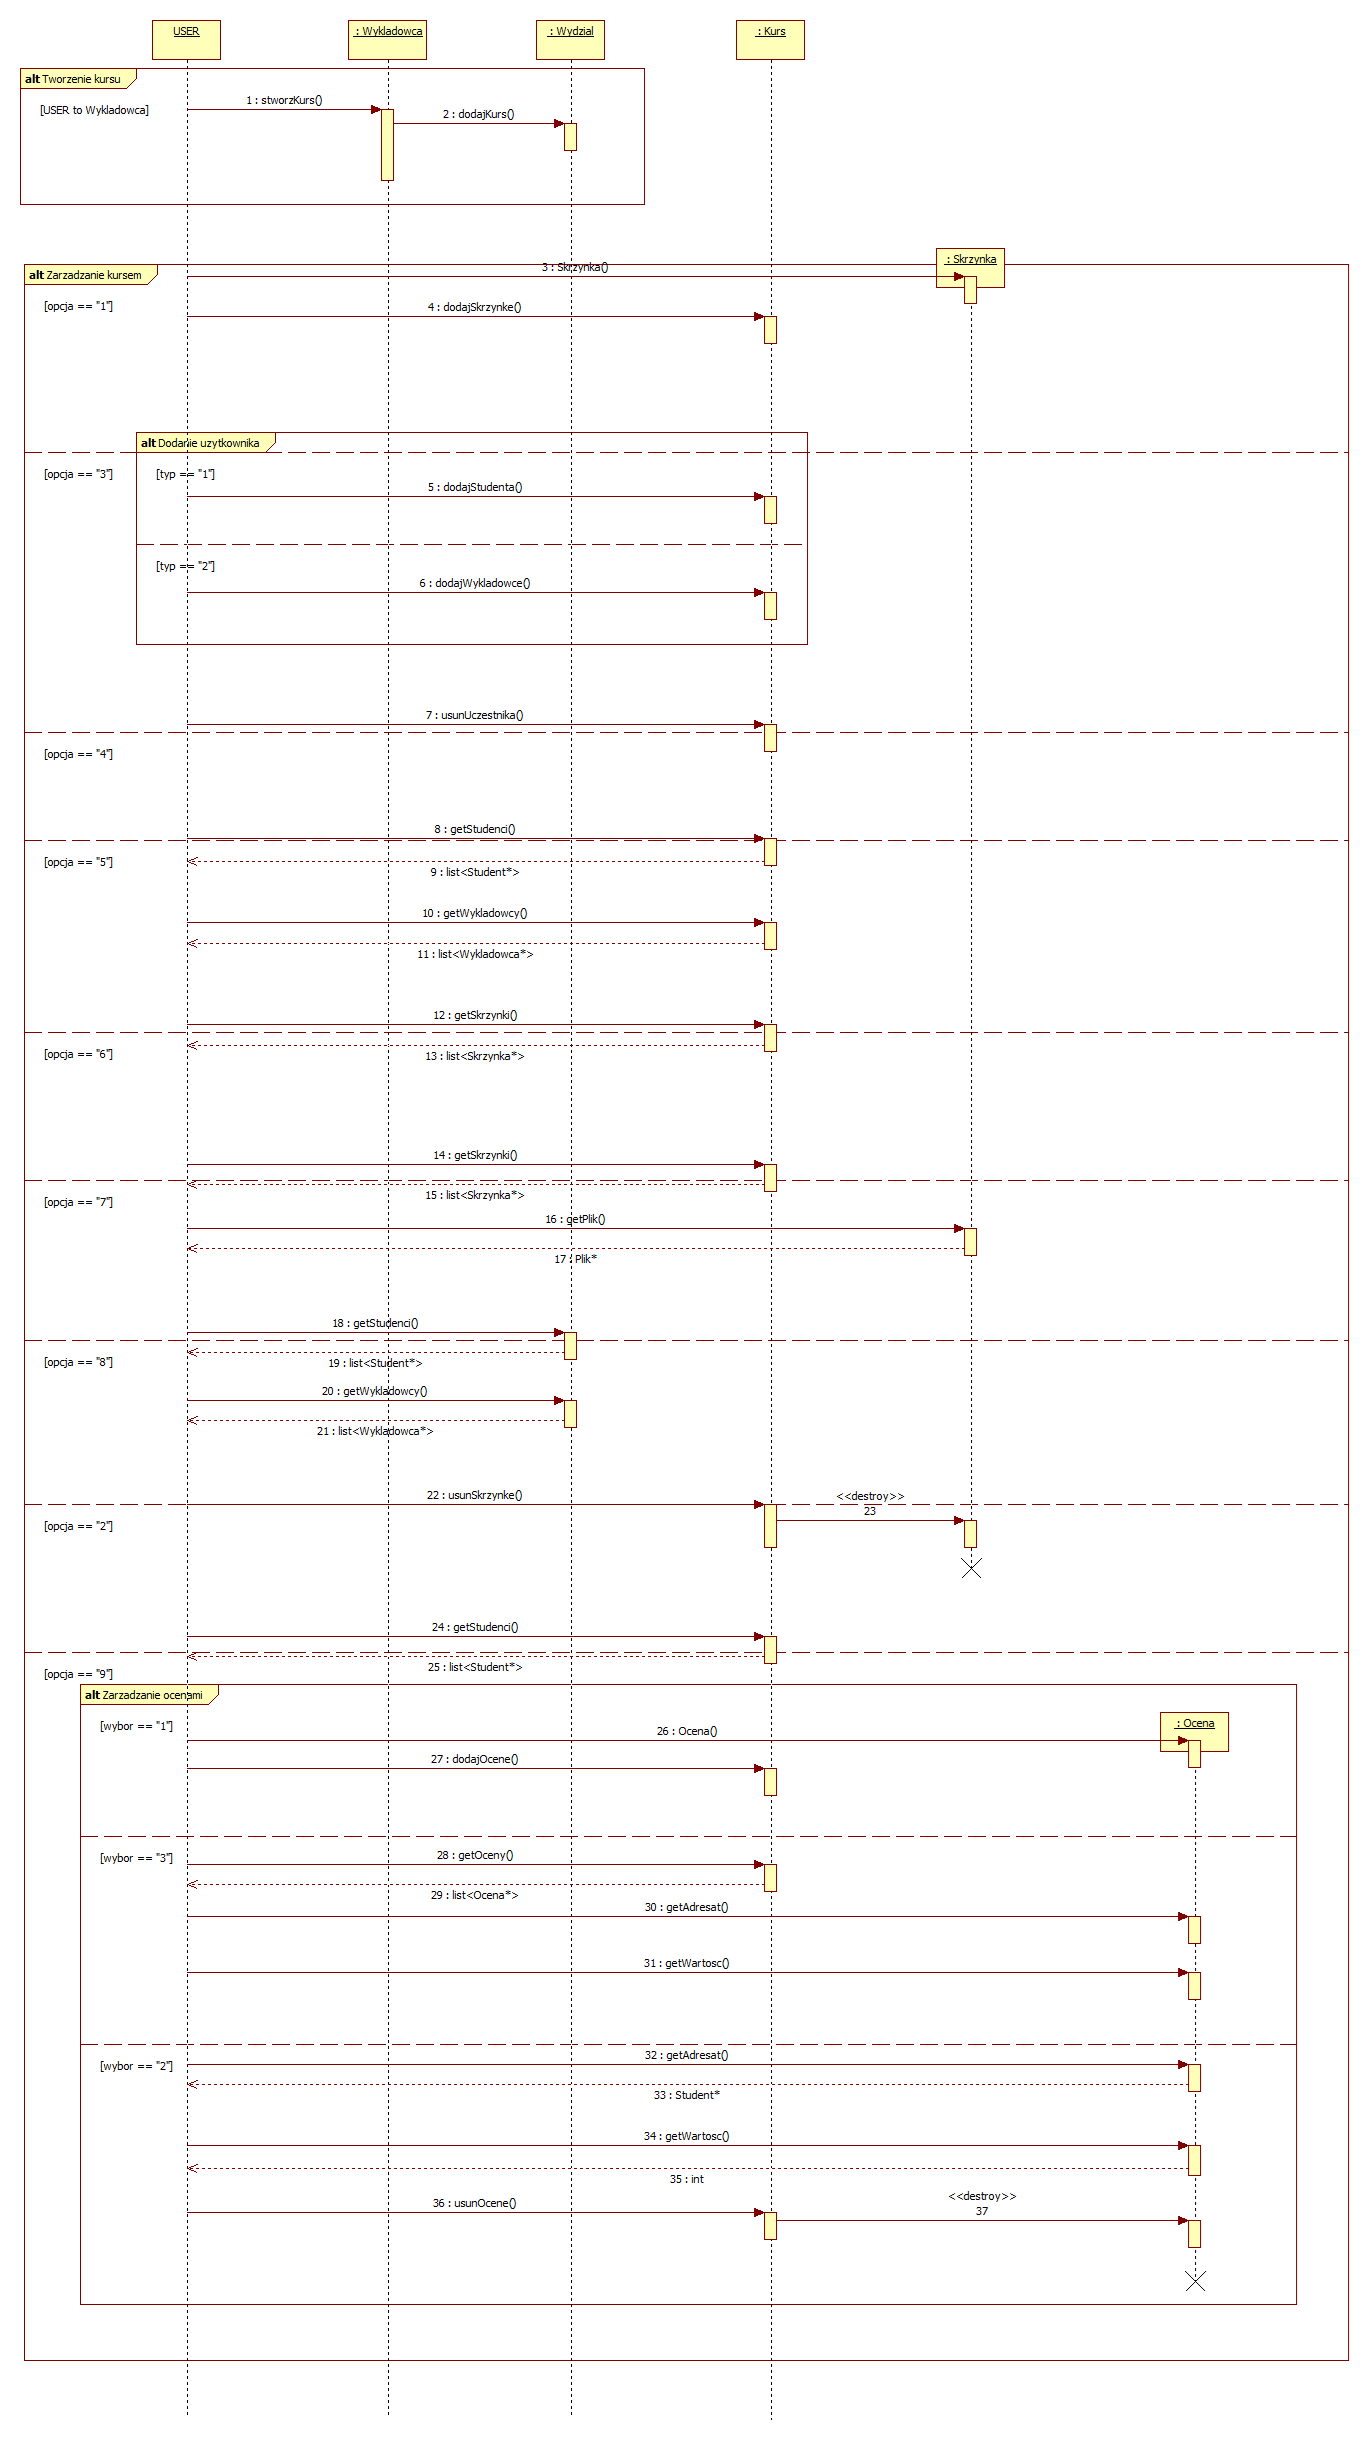 USER
: Wykladowca
: Wydzial
: Kurs
alt Tworzenie kursu
[USER to Wykladowca]
1 : stworzKurs()
2 : dodajKurs()
: Skrzynka
alt Zarzadzanie kursem
3 : Skrzynka()
[opcja == "1"]
4 : dodajSkrzynke()
alt Dodanie uzytkownika
[opcja == "3"]
[typ == "1"]
5 : dodajStudenta()
[typ == "2"]
6 : dodajWykladowce()
7 : usunUczestnika()
[opcja == "4"]
8 : getStudenci()
[opcja == "5"]
9 : list<Student*>
10 : getWykladowcy()
11 : list<Wykladowca*>
12 : getSkrzynki()
[opcja == "6"]
13 : list<Skrzynka*>
14 : getSkrzynki()
15 : list<Skrzynka*>
[opcja == "7"]
16 : getPlik()
17 : Plik*
18 : getStudenci()
[opcja == "8"]
19 : list<Student*>
20 : getWykladowcy()
21 : list<Wykladowca*>
22 : usunSkrzynke()
<<destroy>>
23
[opcja == "2"]
24 : getStudenci()
25 : list<Student*>
[opcja == "9"]
alt Zarzadzanie ocenami
: Ocena
[wybor == "1"]
26 : Ocena()
27 : dodajOcene()
[wybor == "3"]
28 : getOceny()
29 : list<Ocena*>
30 : getAdresat()
31 : getWartosc()
[wybor == "2"]
32 : getAdresat()
33 : Student*
34 : getWartosc()
35 : int
36 : usunOcene()
<<destroy>>
37